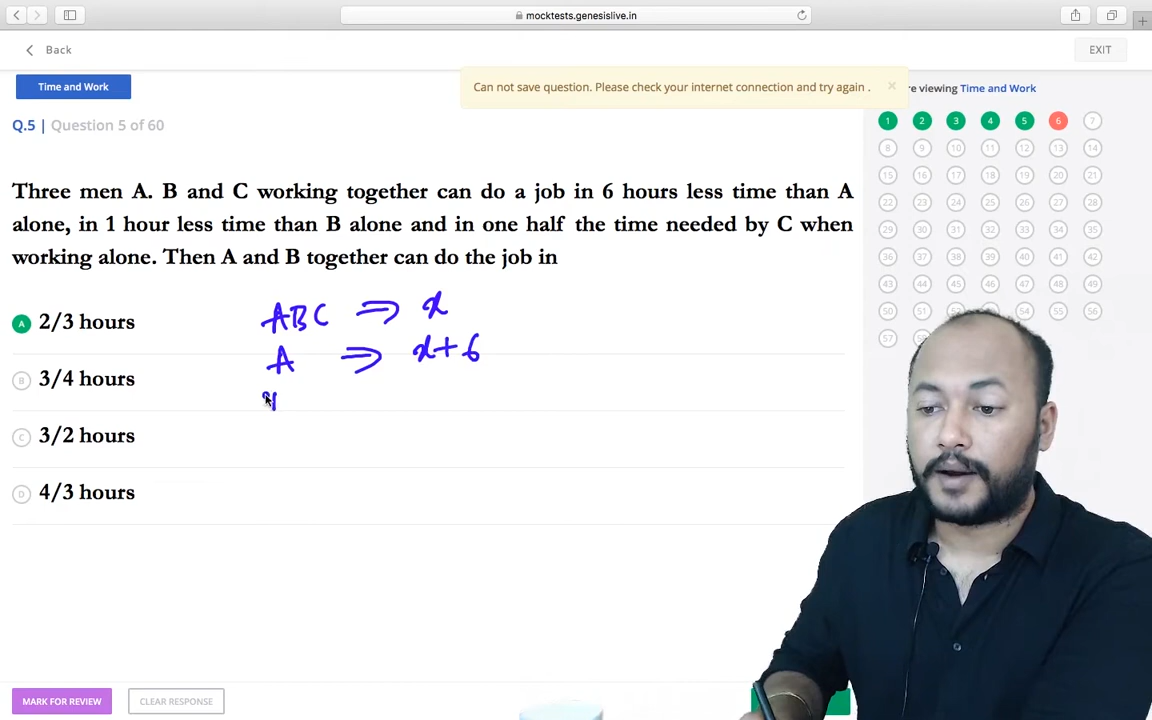 mocktests.genesislive.in
Back
EXIT
Time and Work
Can not save question. Please check your internet connection and try again .
×
re viewing Time and Work
Q.5 | Question 5 of 60
1 2 3 4 5 6 7
8 9 10 11 12 13 14
15 16 17 18 19 20 21
22 23 24 25 26 27 28
29 30 31 32 33 34 35
36 37 38 39 40 41 42
43 44 45 46 47 48 49
50 51 54 55 56
57
Three men A. B and C working together can do a job in 6 hours less time than A
alone, in 1 hour less time than B alone and in one half the time needed by C when
working alone. Then A and B together can do the job in
A 2/3 hours
B 3/4 hours
C 3/2 hours
D 4/3 hours
ABC ⇒ x
A ⇒ x+6
MARK FOR REVIEW
CLEAR RESPONSE